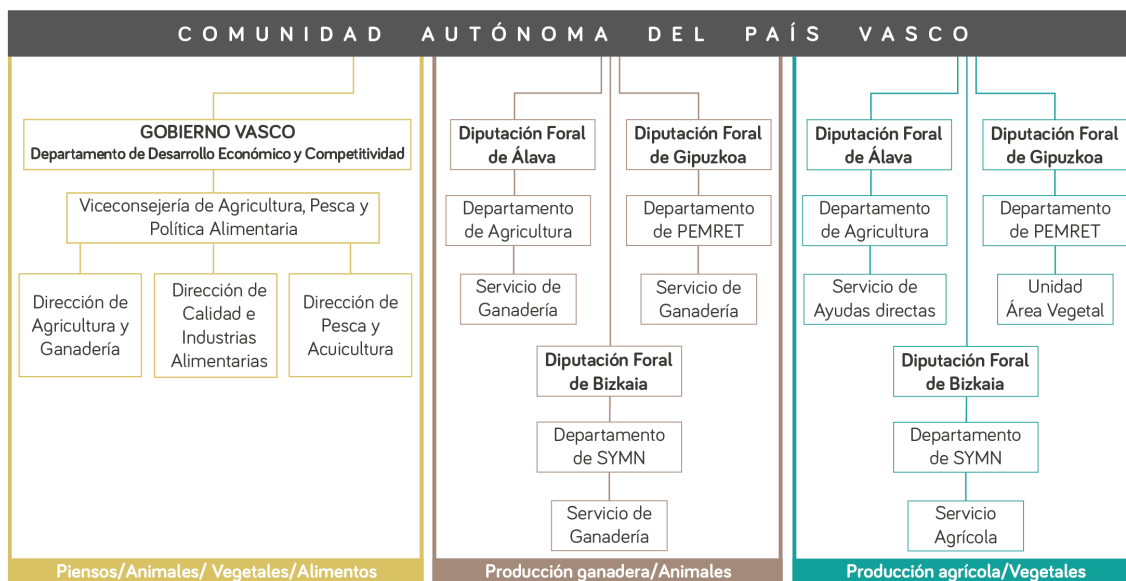 COMUNIDAD AUTÓNOMA DEL PAÍS VASCO
GOBIERNO VASCO
Departamento de Desarrollo Económico y Competitividad
Viceconsejería de Agricultura, Pesca y
Política Alimentaria
Dirección de
Agricultura y
Ganadería
Dirección de
Calidad e
Industrias
Alimentarias
Dirección de
Pesca y
Acuicultura
Piensos/Animales/ Vegetales/Alimentos
Diputación Foral
de Álava
Departamento
de Agricultura
Servicio de
Ganadería
Diputación Foral
de Gipuzkoa
Departamento
de PEMRET
Servicio de
Ganadería
Diputación Foral
de Bizkaia
Departamento
de SYMN
Servicio de
Ganadería
Producción ganadera/Animales
Diputación Foral
de Álava
Departamento
de Agricultura
Servicio de
Ayudas directas
Diputación Foral
de Gipuzkoa
Departamento
de PEMRET
Unidad
Área Vegetal
Diputación Foral
de Bizkaia
Departamento
de SYMN
Servicio
Agrícola
Producción agrícola/Vegetales